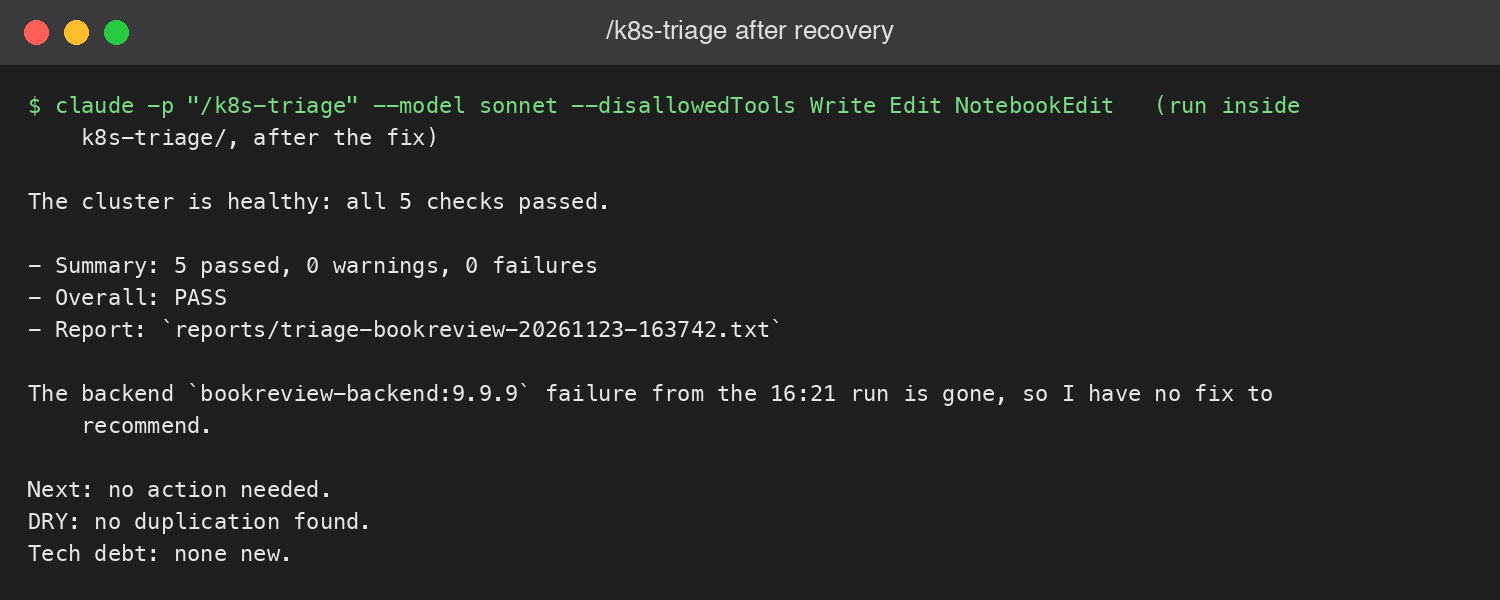 /k8s-triage after recovery
$ claude -p "/k8s-triage" --model sonnet --disallowedTools Write Edit NotebookEdit   (run inside
k8s-triage/, after the fix)
The cluster is healthy: all 5 checks passed.
- Summary: 5 passed, 0 warnings, 0 failures
- Overall: PASS
- Report: `reports/triage-bookreview-20261123-163742.txt`
The backend `bookreview-backend:9.9.9` failure from the 16:21 run is gone, so I have no fix to
recommend.
Next: no action needed.
DRY: no duplication found.
Tech debt: none new.